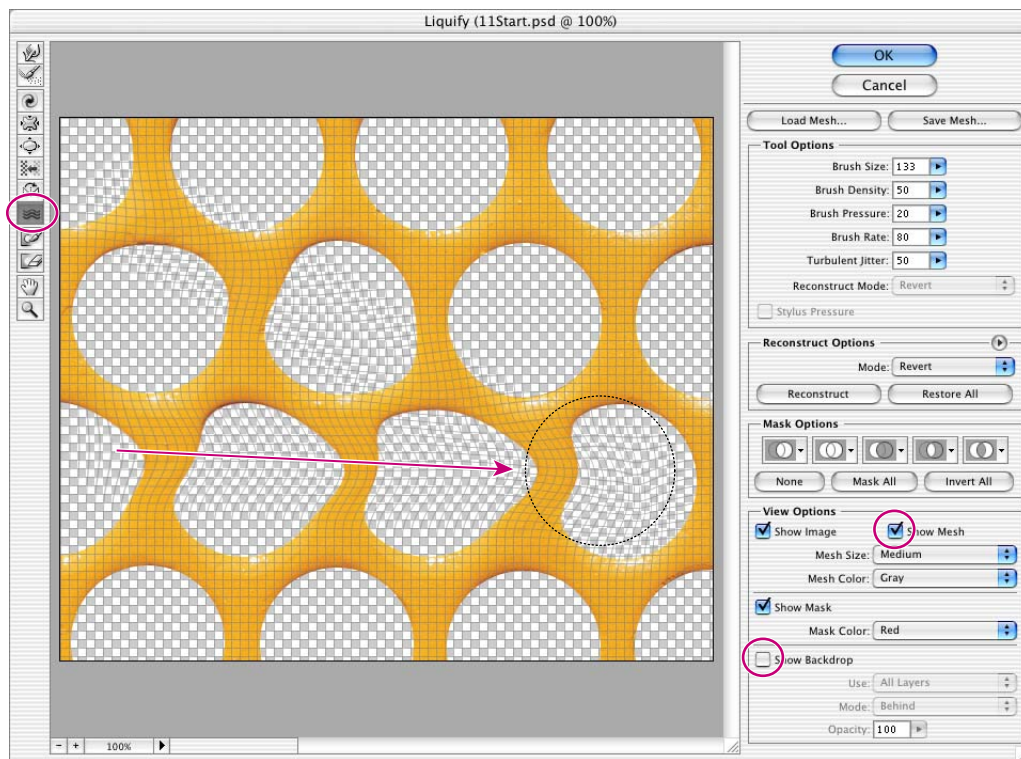 Liquify (11Start.psd @ 100%)
OK
Cancel
Load Mesh... Save Mesh...
Tool Options
Brush Size: 133
Brush Density: 50
Brush Pressure: 20
Brush Rate: 80
Turbulent Jitter: 50
Reconstruct Mode: Revert
Stylus Pressure
Reconstruct Options
Mode: Revert
Reconstruct Restore All
Mask Options
None Mask All Invert All
View Options
Show Image Show Mesh
Mesh Size: Medium
Mesh Color: Gray
Show Mask
Mask Color: Red
Show Backdrop
Use: All Layers
Mode: Behind
Opacity: 100
- + 100%